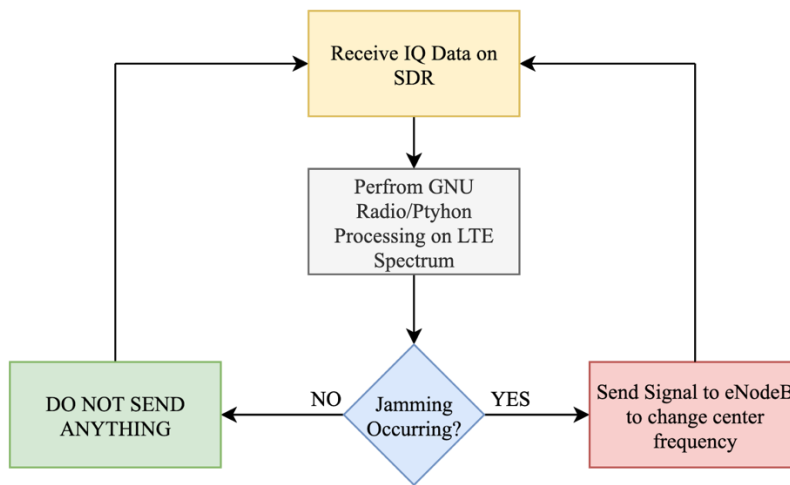 Receive IQ Data on
SDR
Perfrom GNU
Radio/Ptyhon
Processing on LTE
Spectrum
NO
Jamming
Occurring?
YES
DO NOT SEND
ANYTHING
Send Signal to eNodeB
to change center
frequency